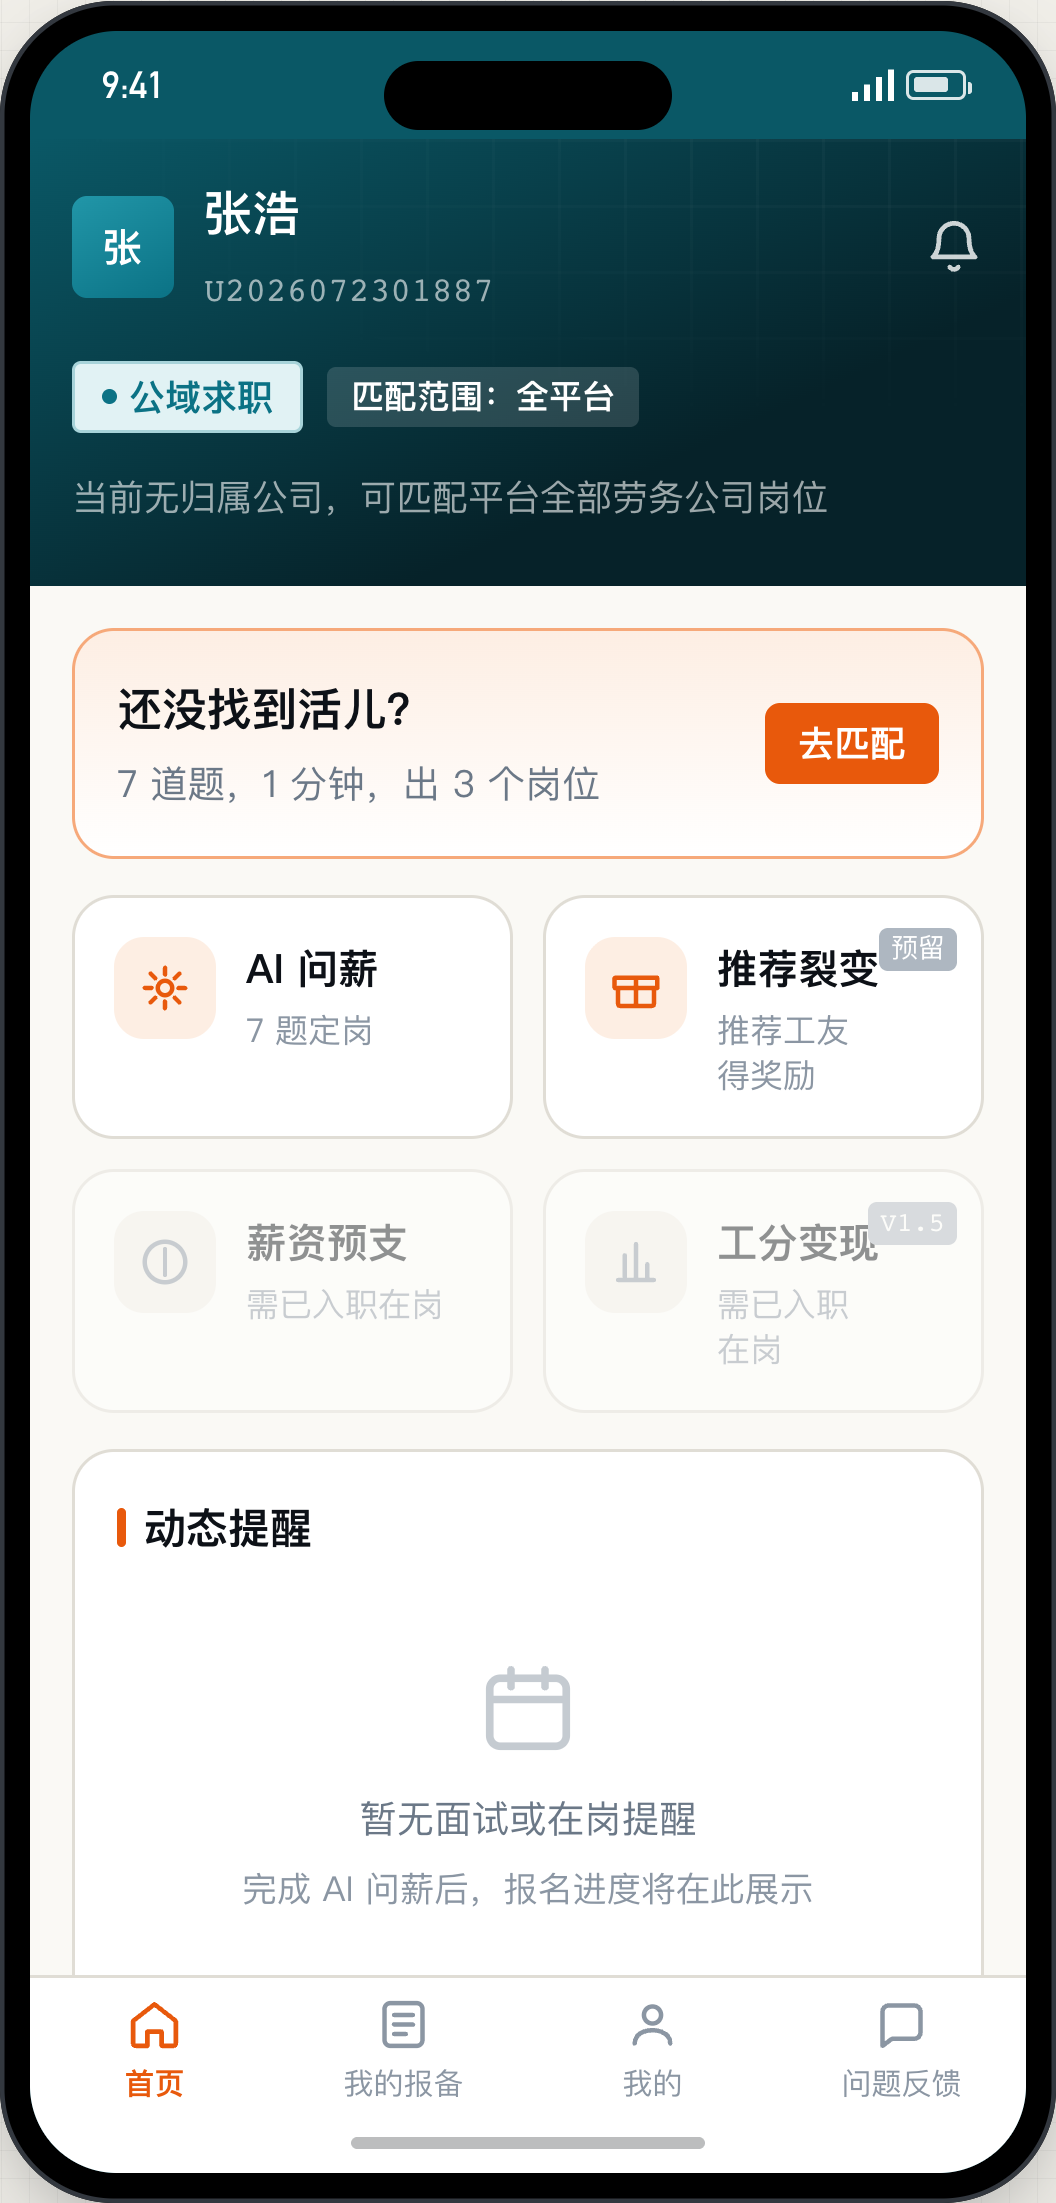 9:41
张
张浩
U2026072301887
公域求职
匹配范围：全平台
当前无归属公司，可匹配平台全部劳务公司岗位
还没找到活儿？
7 道题，1 分钟，出 3 个岗位
去匹配
AI 问薪
7 题定岗
推荐裂变
预留
推荐工友
得奖励
薪资预支
需已入职在岗
工分变现
V1.5
需已入职
在岗
动态提醒
暂无面试或在岗提醒
完成 AI 问薪后，报名进度将在此展示
首页
我的报备
我的
问题反馈